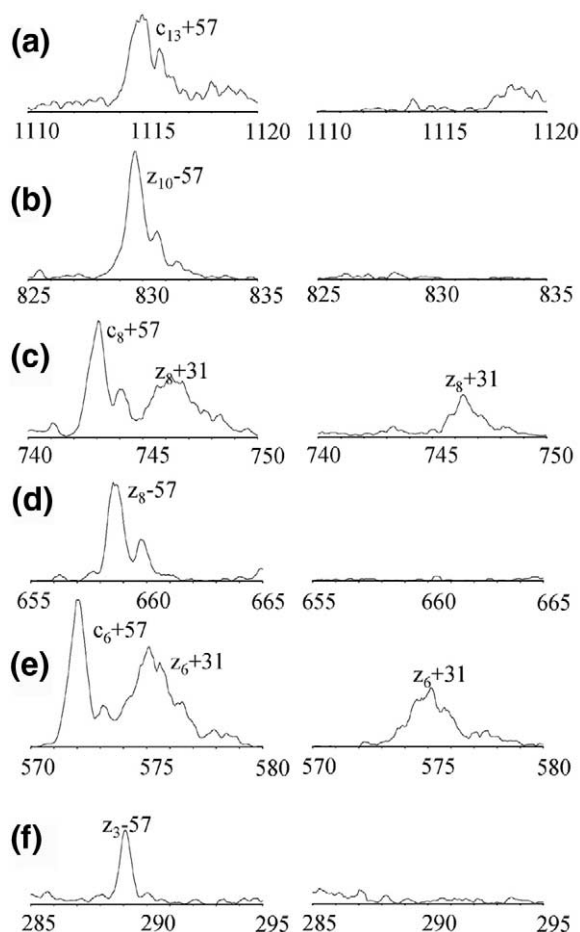 (a) c₁₃+57
1110 1115 1120 1110 1115 1120
(b) z₁₀-57
825 830 835 825 830 835
(c) c₈+57
z₈+31 z₈+31
740 745 750 740 745 750
(d) z₈-57
655 660 665 655 660 665
(e) c₆+57
z₆+31 z₆+31
570 575 580 570 575 580
(f) z₃-57
285 290 295 285 290 295